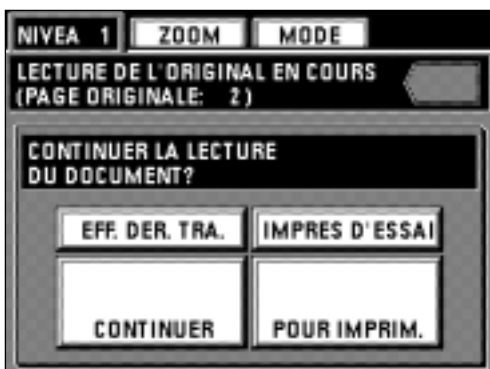 NIVEA 1 ZOOM MODE
LECTURE DE L'ORIGINAL EN COURS
(PAGE ORIGINALE: 2)
CONTINUER LA LECTURE
DU DOCUMENT?
EFF. DER. TRA. IMPRES D'ESSAI
CONTINUER POUR IMPRIM.